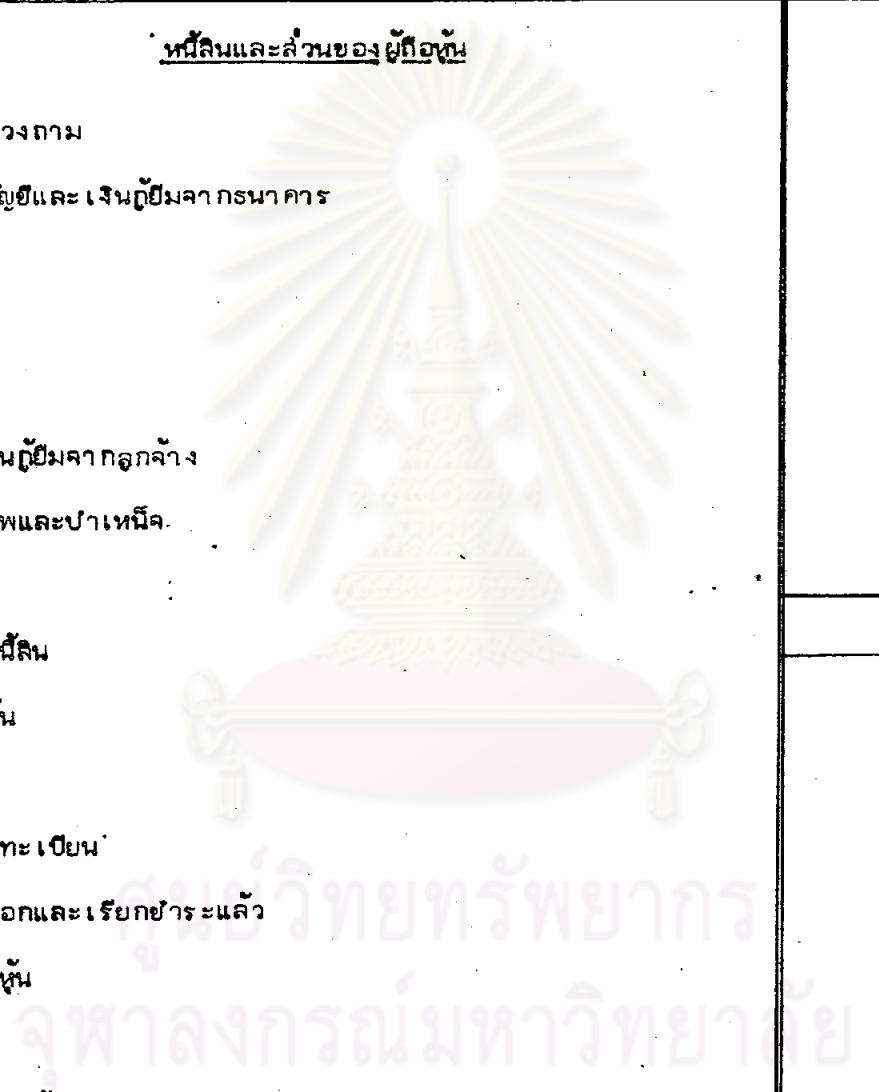 หนี้สินและส่วนของผู้ถือหุ้น
วงถาม
ัญชีและเงินกู้ยืมจากธนาคาร
นกู้ยืมจากลูกจ้าง
พและบำเหน็จ
นี้สิน
ัน
ทะเบียน
อกและเรียกชำระแล้ว
หุ้น
ศูนย์วิทยทรัพยากร
จุฬาลงกรณ์มหาวิทยาลัย